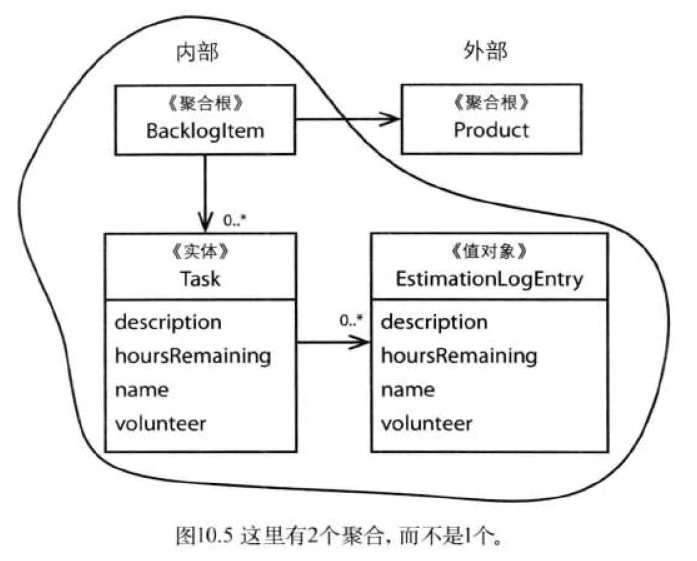 内部
外部
《聚合根》
BacklogItem
《聚合根》
Product
0..*
《实体》
Task
description
hoursRemaining
name
volunteer
0..*
《值对象》
EstimationLogEntry
description
hoursRemaining
name
volunteer
图10.5 这里有2个聚合，而不是1个。